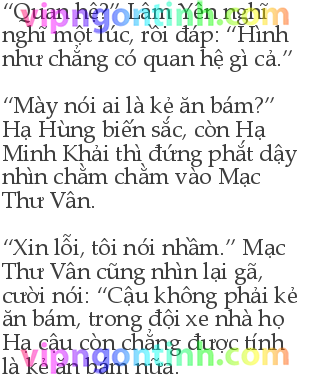 “Quan hệ?” Lâm Yên nghĩ
nghĩ một lúc, rồi đáp: “Hình
như chẳng có quan hệ gì cả.”
“Mày nói ai là kẻ ăn bám?”
Hạ Hùng biến sắc, còn Hạ
Minh Khải thì đứng phắt dậy
nhìn chằm chằm vào Mạc
Thư Vân.
“Xin lỗi, tôi nói nhầm.” Mạc
Thư Vân cũng nhìn lại gã,
cười nói: “Cậu không phải kẻ
ăn bám, trong đội xe nhà họ
Hạ cậu còn chẳng được tính
là kẻ ăn bám nữa.
vipngontinh.com
vipngontinh.com